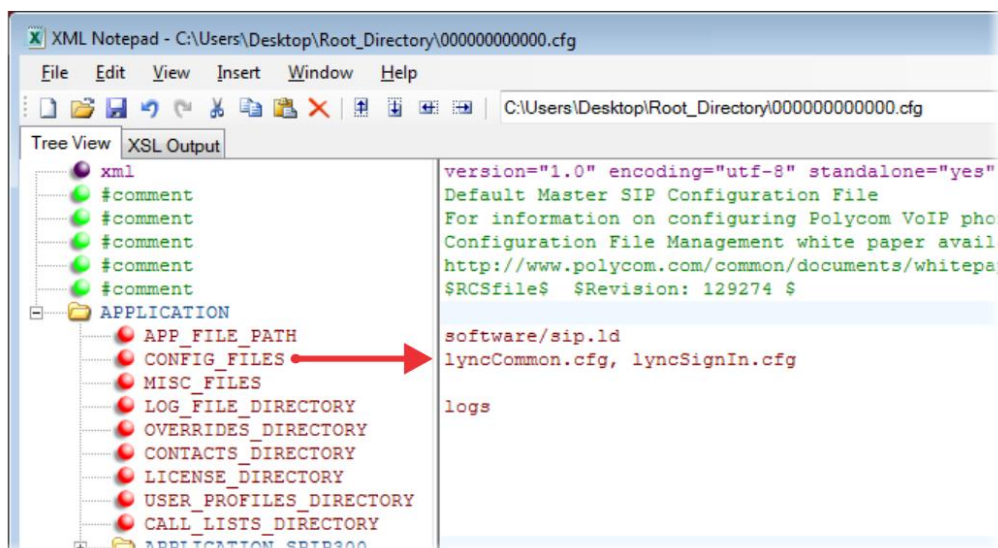 XML Notepad - C:\Users\Desktop\Root_Directory\000000000000.cfg
File Edit View Insert Window Help
C:\Users\Desktop\Root_Directory\000000000000.cfg
Tree View XSL Output
xml version="1.0" encoding="utf-8" standalone="yes"
#comment Default Master SIP Configuration File
#comment For information on configuring Polycom VoIP pho
#comment Configuration File Management white paper avail
#comment http://www.polycom.com/common/documents/whitepa
#comment $RCSfile$ $Revision: 129274 $
APPLICATION
APP_FILE_PATH software/sip.ld
CONFIG_FILES lyncCommon.cfg, lyncSignIn.cfg
MISC_FILES
LOG_FILE_DIRECTORY logs
OVERRIDES_DIRECTORY
CONTACTS_DIRECTORY
LICENSE_DIRECTORY
USER_PROFILES_DIRECTORY
CALL_LISTS_DIRECTORY
APPLICATION_SPIP300